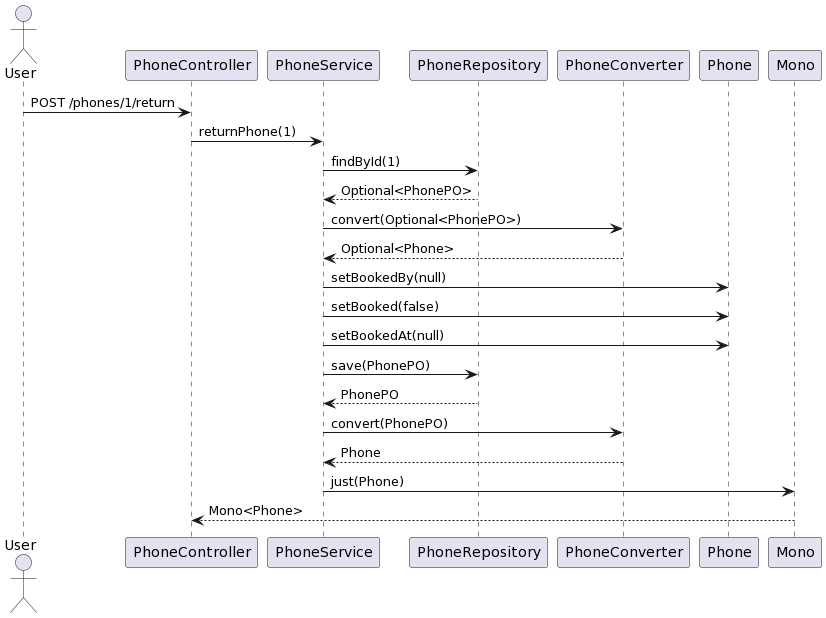 User
PhoneController
PhoneService
PhoneRepository
PhoneConverter
Phone
Mono
POST /phones/1/return
returnPhone(1)
findById(1)
Optional<PhonePO>
convert(Optional<PhonePO>)
Optional<Phone>
setBookedBy(null)
setBooked(false)
setBookedAt(null)
save(PhonePO)
PhonePO
convert(PhonePO)
Phone
just(Phone)
Mono<Phone>
User
PhoneController
PhoneService
PhoneRepository
PhoneConverter
Phone
Mono